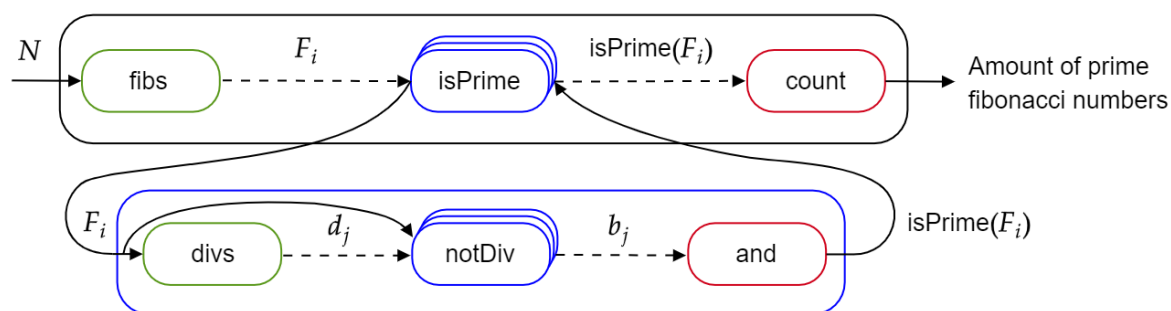 N
fibs
F_i
isPrime
isPrime(F_i)
count
Amount of prime
fibonacci numbers
F_i
divs
d_j
notDiv
b_j
and
isPrime(F_i)